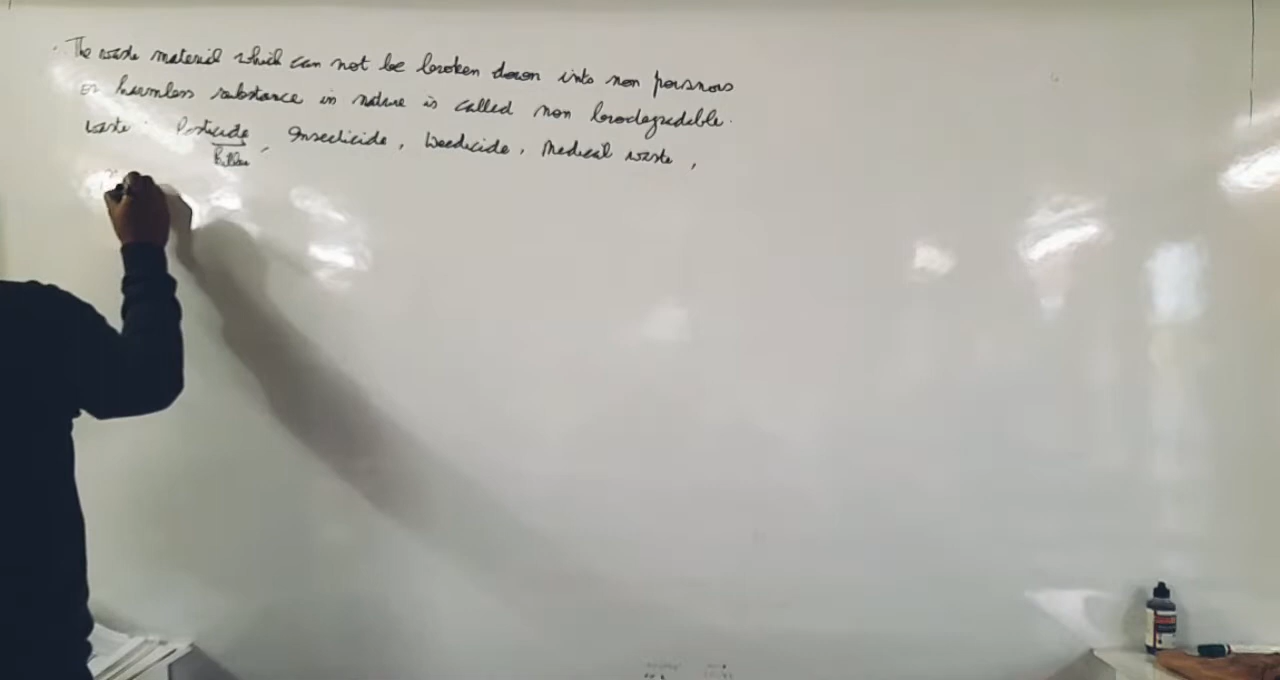 The waste material which can not be broken down into non poisnous
or harmless substance in nature is called non biodegredible.
waste. Pesticide, Insecticide, Weedicide, Medical waste,
Killer